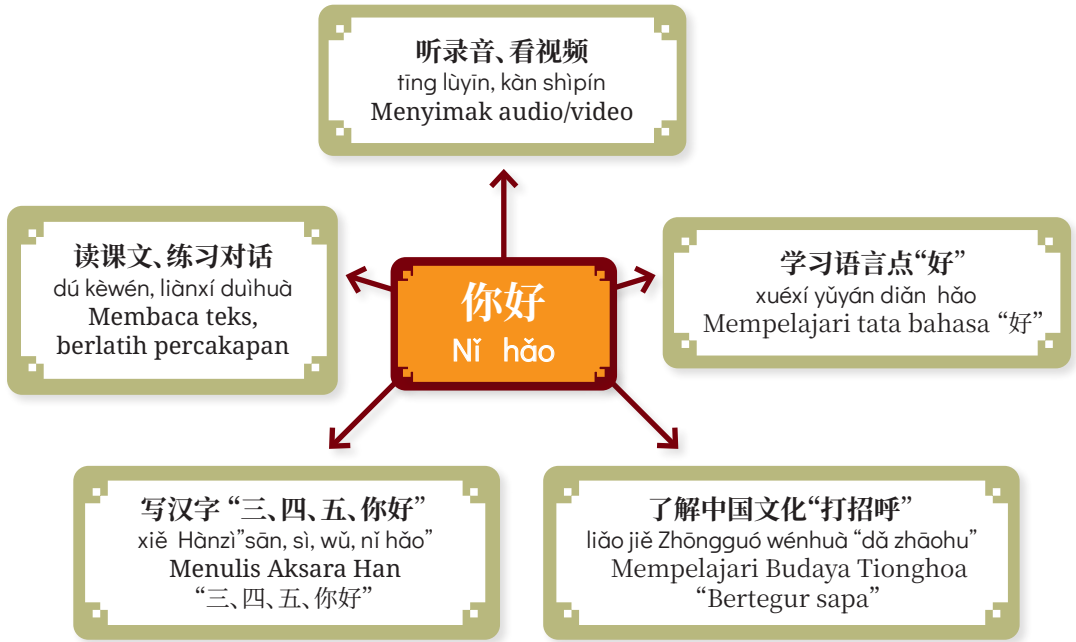 听录音、看视频
tīng lùyīn, kàn shìpín
Menyimak audio/video
读课文、练习对话
dú kèwén, liànxí duìhuà
Membaca teks,
berlatih percakapan
你好
Nǐ hǎo
学习语言点“好”
xuéxí yǔyán diǎn hǎo
Mempelajari tata bahasa “好”
写汉字 “三、四、五、你好”
xiě Hànzì”sān, sì, wǔ, nǐ hǎo”
Menulis Aksara Han
“三、四、五、你好”
了解中国文化“打招呼”
liǎo jiě Zhōngguó wénhuà “dǎ zhāohu”
Mempelajari Budaya Tionghoa
“Bertegur sapa”